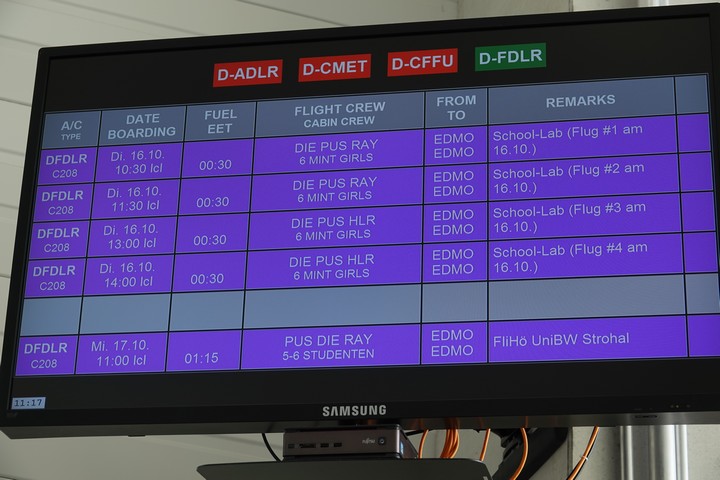 D-ADLR D-CMET D-CFFU D-FDLR
A/C TYPE DATE BOARDING FUEL EET FLIGHT CREW CABIN CREW FROM TO REMARKS
DFDLR Di. 16.10. DIE PUS RAY EDMO School-Lab (Flug #1 am
C208 10:30 lcl 00:30 6 MINT GIRLS EDMO 16.10.)
DFDLR Di. 16.10. DIE PUS RAY EDMO School-Lab (Flug #2 am
C208 11:30 lcl 00:30 6 MINT GIRLS EDMO 16.10.)
DFDLR Di. 16.10. DIE PUS HLR EDMO School-Lab (Flug #3 am
C208 13:00 lcl 00:30 6 MINT GIRLS EDMO 16.10.)
DFDLR Di. 16.10. DIE PUS HLR EDMO School-Lab (Flug #4 am
C208 14:00 lcl 00:30 6 MINT GIRLS EDMO 16.10.)
DFDLR Mi. 17.10. PUS DIE RAY EDMO FliHö UniBW Strohal
C208 11:00 lcl 01:15 5-6 STUDENTEN EDMO
11:17
SAMSUNG